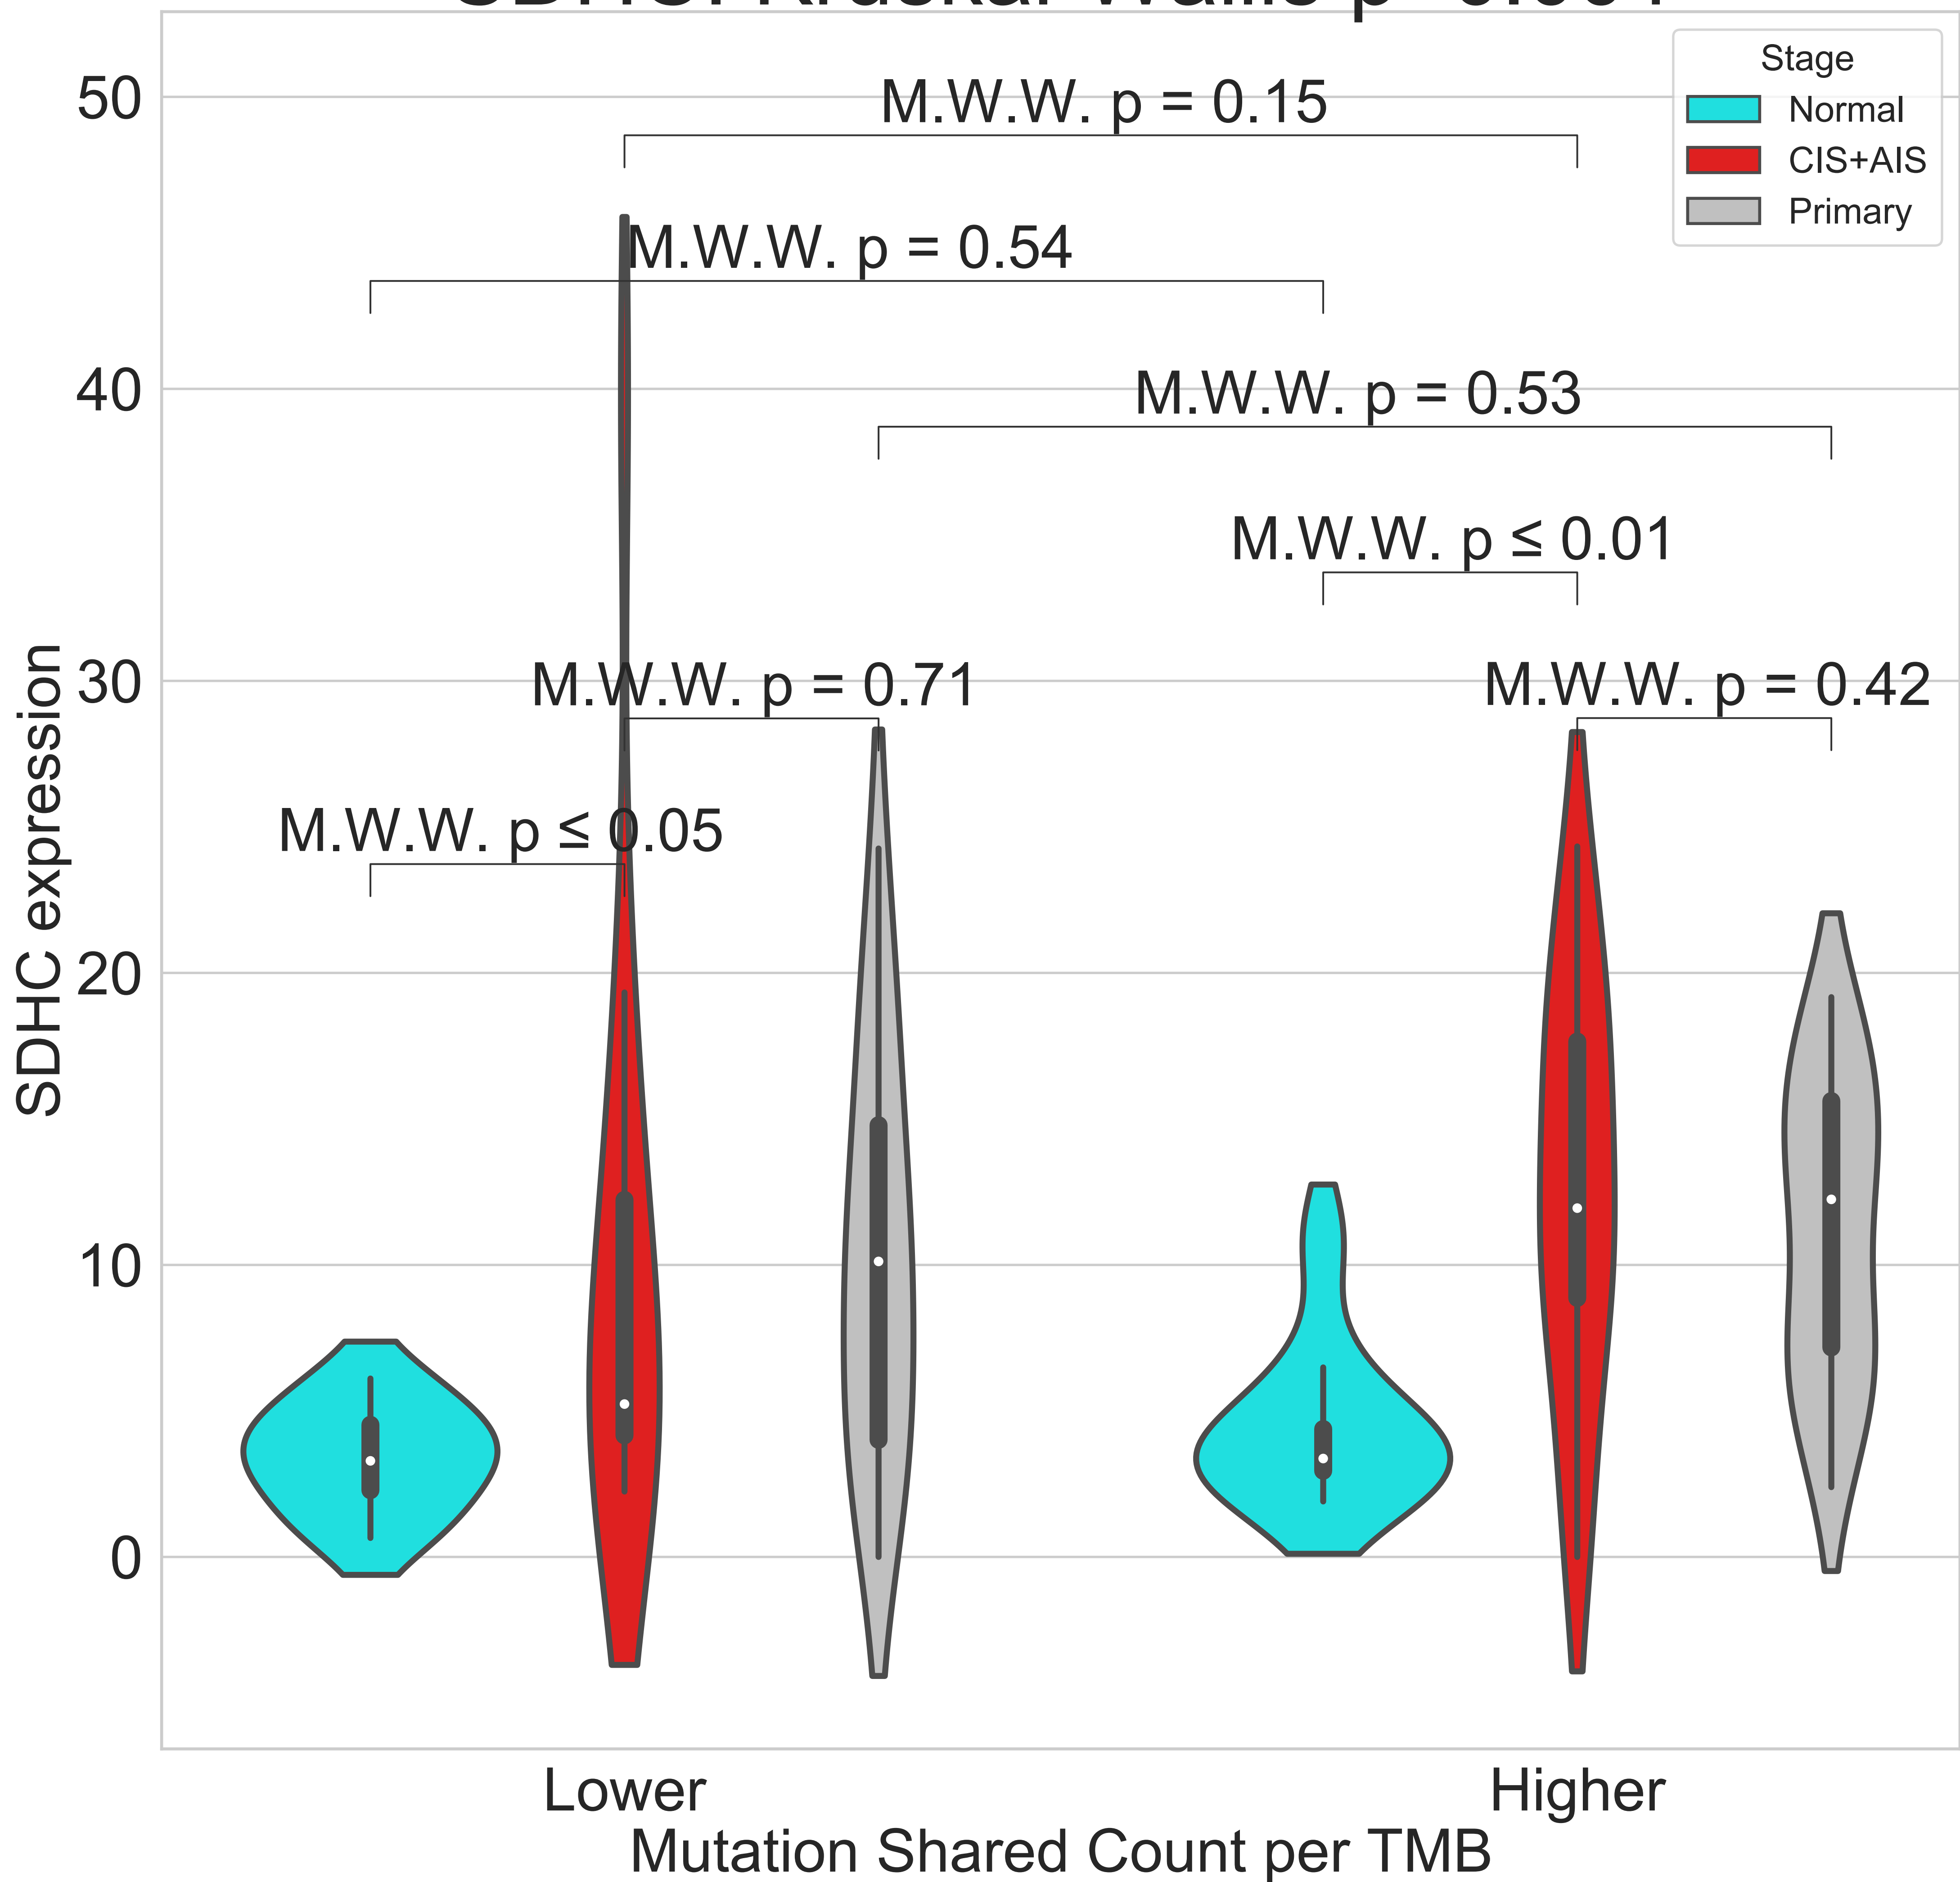 50
M.W.W. p = 0.15
Stage
Normal
CIS+AIS
Primary
M.W.W. p = 0.54
40
M.W.W. p = 0.53
M.W.W. p ≤ 0.01
30
M.W.W. p = 0.71
M.W.W. p = 0.42
M.W.W. p ≤ 0.05
SDHC expression
20
10
0
Lower
Higher
Mutation Shared Count per TMB